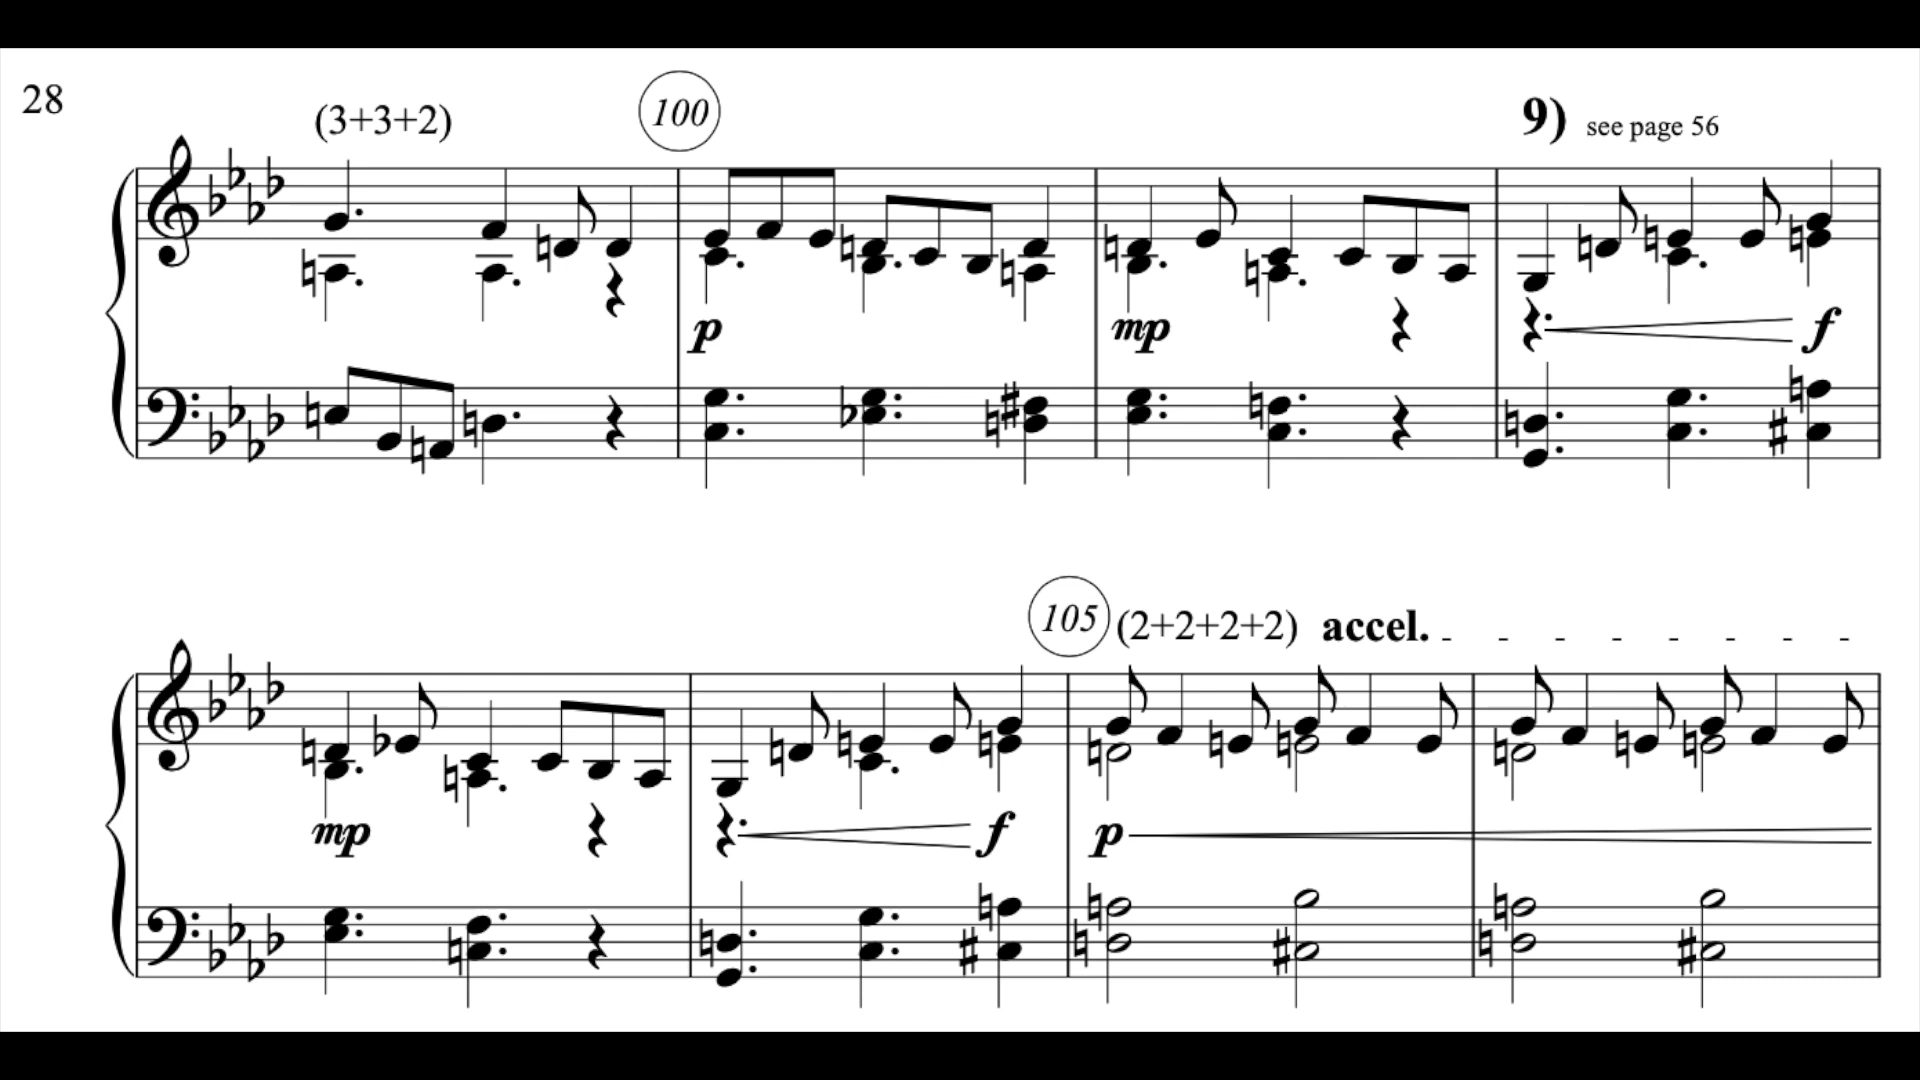 28
(3+3+2)
100
9) see page 56
p
mp
f
105
(2+2+2+2) accel. - - - - - - - -
mp
f
p